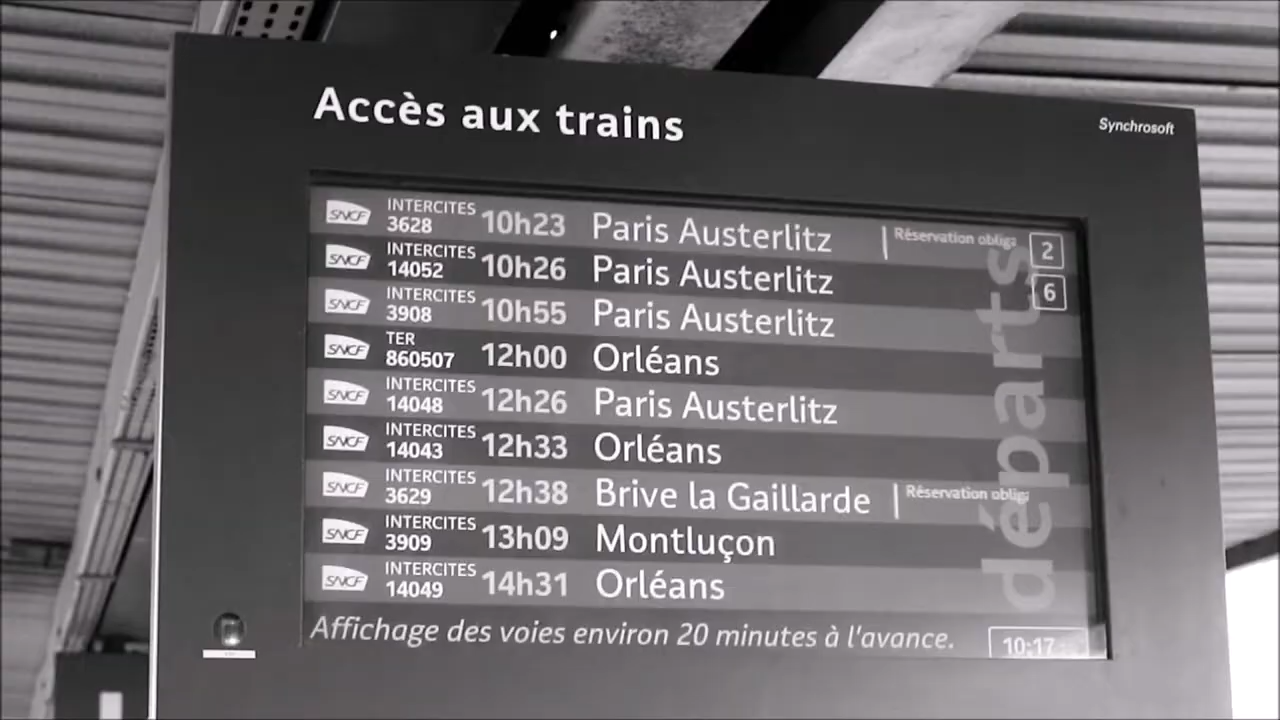 Accès aux trains
Synchrosoft
SNCF INTERCITES 3628 10h23 Paris Austerlitz Réservation obliga 2
SNCF INTERCITES 14052 10h26 Paris Austerlitz 6
SNCF INTERCITES 3908 10h55 Paris Austerlitz
SNCF TER 860507 12h00 Orléans
SNCF INTERCITES 14048 12h26 Paris Austerlitz
SNCF INTERCITES 14043 12h33 Orléans
SNCF INTERCITES 3629 12h38 Brive la Gaillarde Réservation obliga
SNCF INTERCITES 3909 13h09 Montluçon
SNCF INTERCITES 14049 14h31 Orléans
départs
Affichage des voies environ 20 minutes à l'avance. 10:17